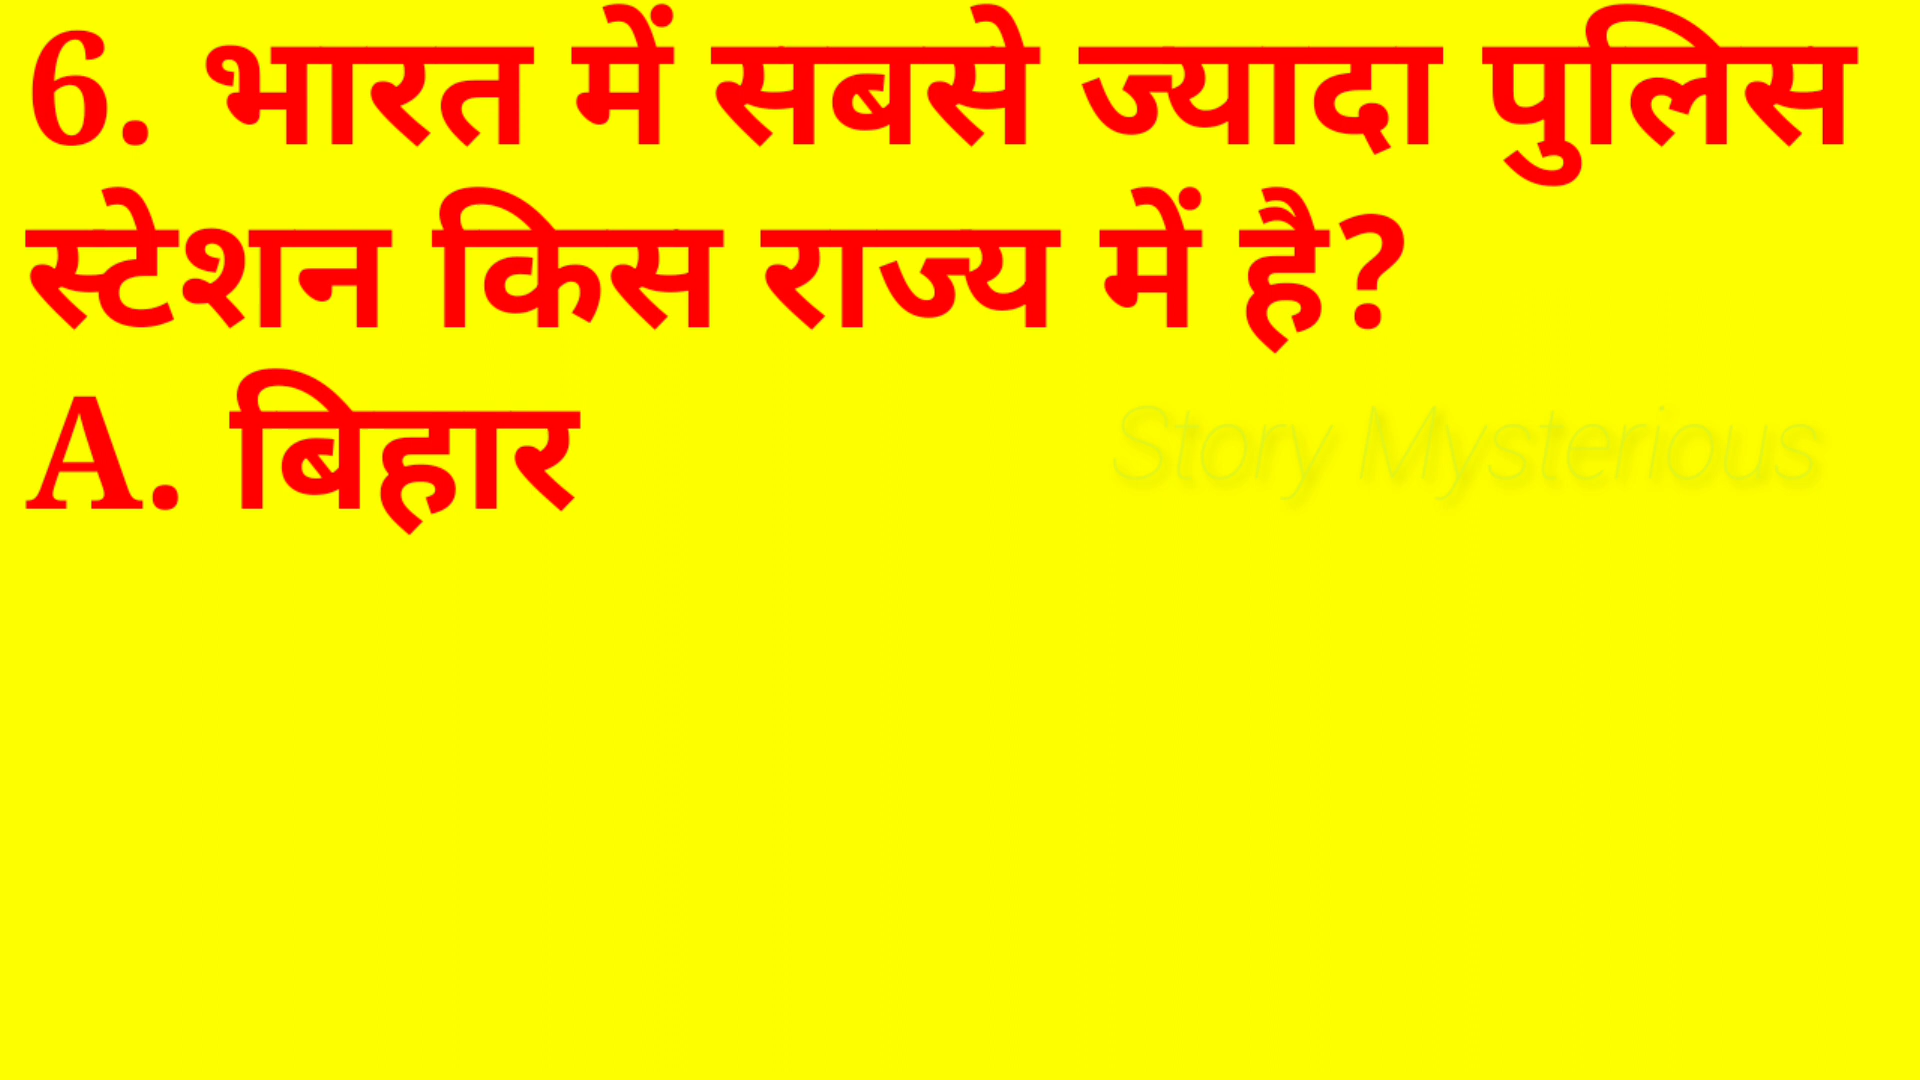 6. भारत में सबसे ज्यादा पुलिस
स्टेशन किस राज्य में है?
A. बिहार
Story Mysterious